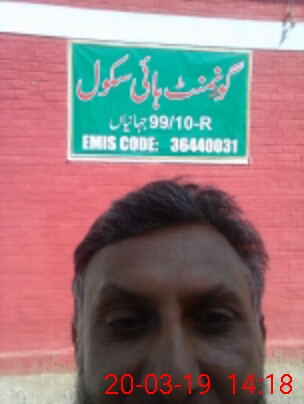 گورنمنٹ ہائی سکول
99/10-R جہانیاں
EMIS CODE: 36440031
20-03-19 14:18